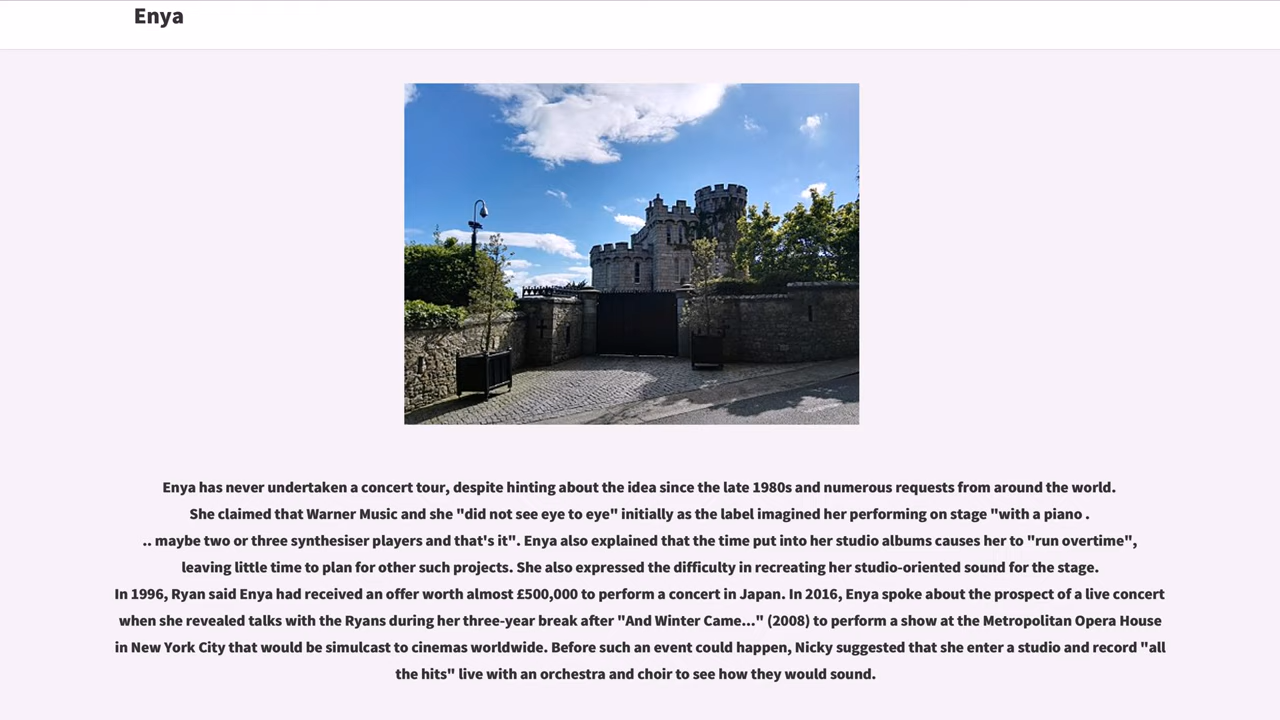 Enya
Enya has never undertaken a concert tour, despite hinting about the idea since the late 1980s and numerous requests from around the world.
She claimed that Warner Music and she "did not see eye to eye" initially as the label imagined her performing on stage "with a piano .
.. maybe two or three synthesiser players and that's it". Enya also explained that the time put into her studio albums causes her to "run overtime",
leaving little time to plan for other such projects. She also expressed the difficulty in recreating her studio-oriented sound for the stage.
In 1996, Ryan said Enya had received an offer worth almost £500,000 to perform a concert in Japan. In 2016, Enya spoke about the prospect of a live concert
when she revealed talks with the Ryans during her three-year break after "And Winter Came..." (2008) to perform a show at the Metropolitan Opera House
in New York City that would be simulcast to cinemas worldwide. Before such an event could happen, Nicky suggested that she enter a studio and record "all
the hits" live with an orchestra and choir to see how they would sound.